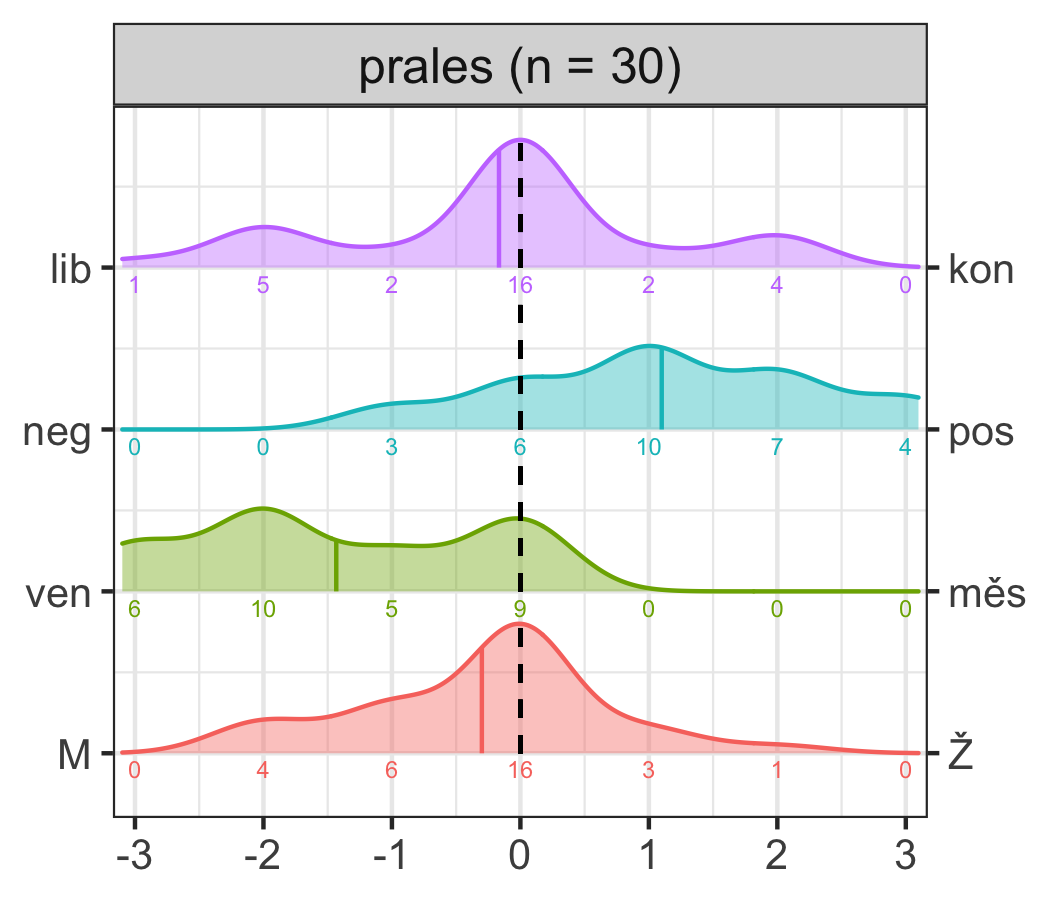 prales (n = 30)
lib kon
1 5 2 16 2 4 0
neg pos
0 0 3 6 10 7 4
ven měs
6 10 5 9 0 0 0
M Ž
0 4 6 16 3 1 0
-3 -2 -1 0 1 2 3